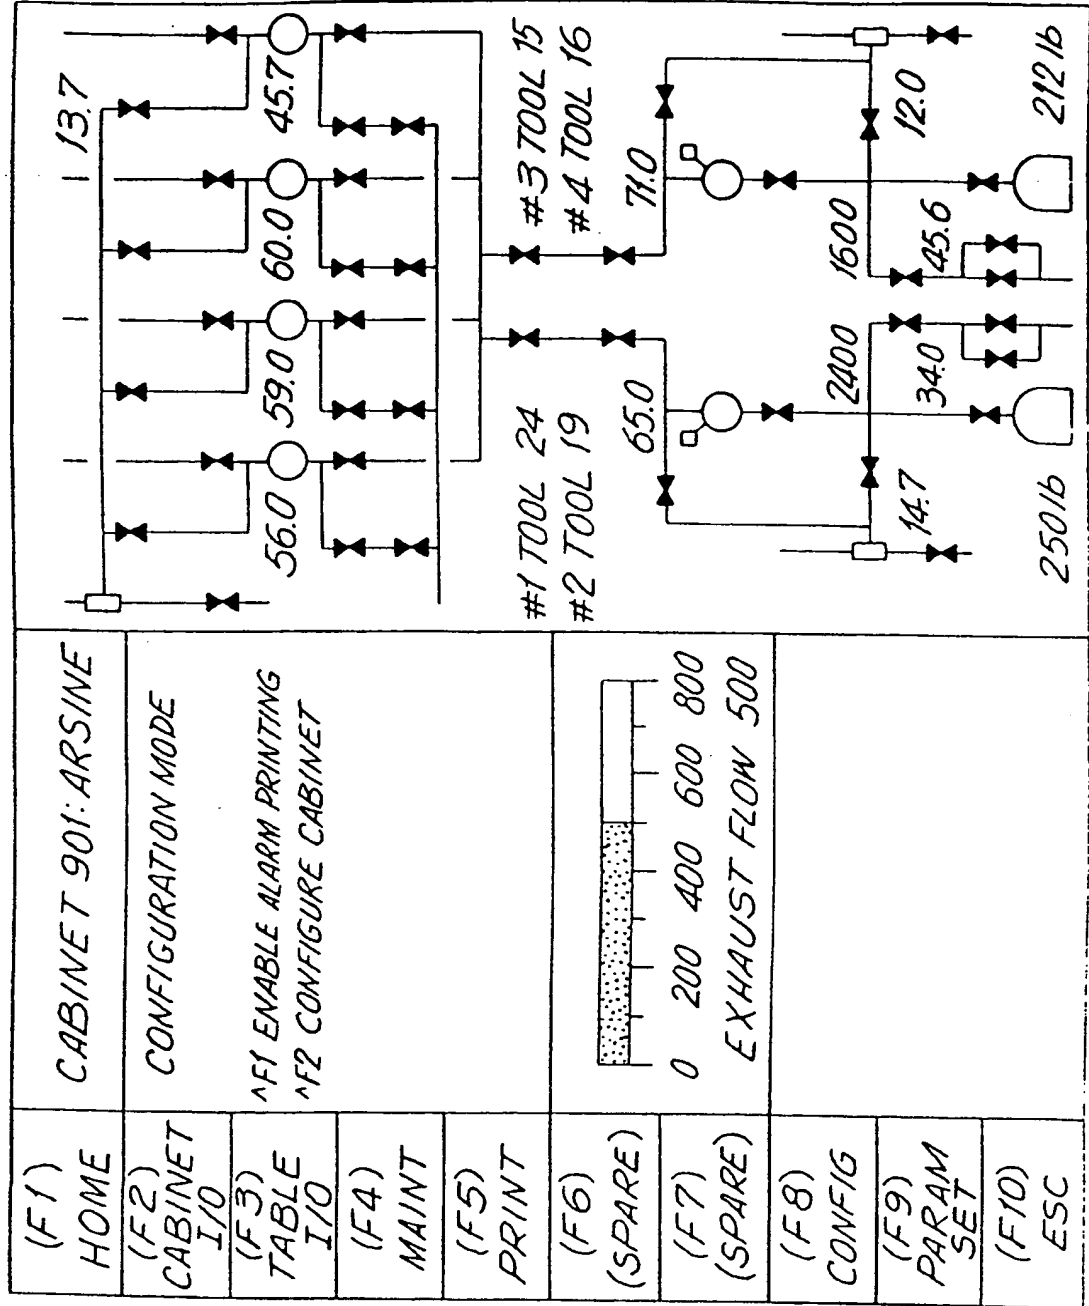 (F1)
HOME
(F2)
CABINET
I/O
(F3)
TABLE
I/O
(F4)
MAINT
(F5)
PRINT
(F6)
(SPARE)
(F7)
(SPARE)
(F8)
CONFIG
(F9)
PARAM
SET
(F10)
ESC
CABINET 901: ARSINE
CONFIGURATION MODE
^F1 ENABLE ALARM PRINTING
^F2 CONFIGURE CABINET
0 200 400 600 800
EXHAUST FLOW 500
13.7
56.0 59.0 60.0 45.7
#1 TOOL 24
#2 TOOL 19
#3 TOOL 15
#4 TOOL 16
65.0 71.0
2400 1600
14.7 34.0 45.6 12.0
250 lb 212 lb